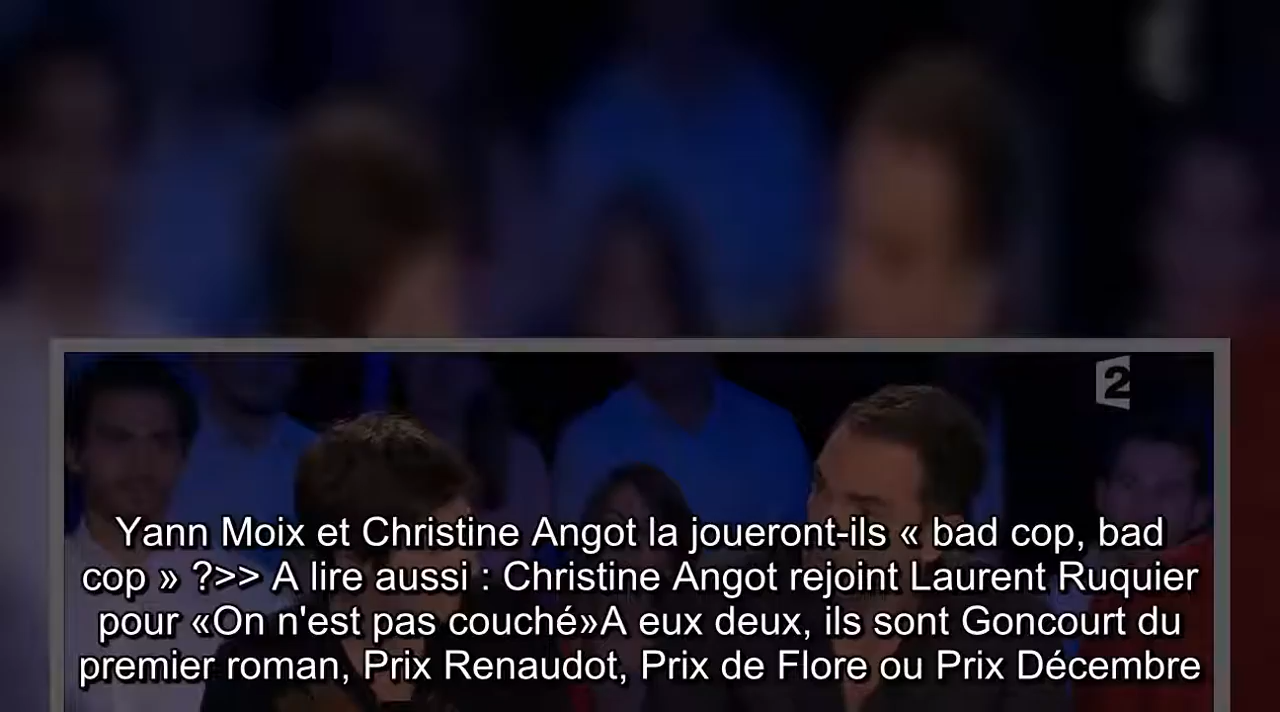 2
Yann Moix et Christine Angot la joueront-ils « bad cop, bad
cop » ?>> A lire aussi : Christine Angot rejoint Laurent Ruquier
pour «On n'est pas couché»A eux deux, ils sont Goncourt du
premier roman, Prix Renaudot, Prix de Flore ou Prix Décembre